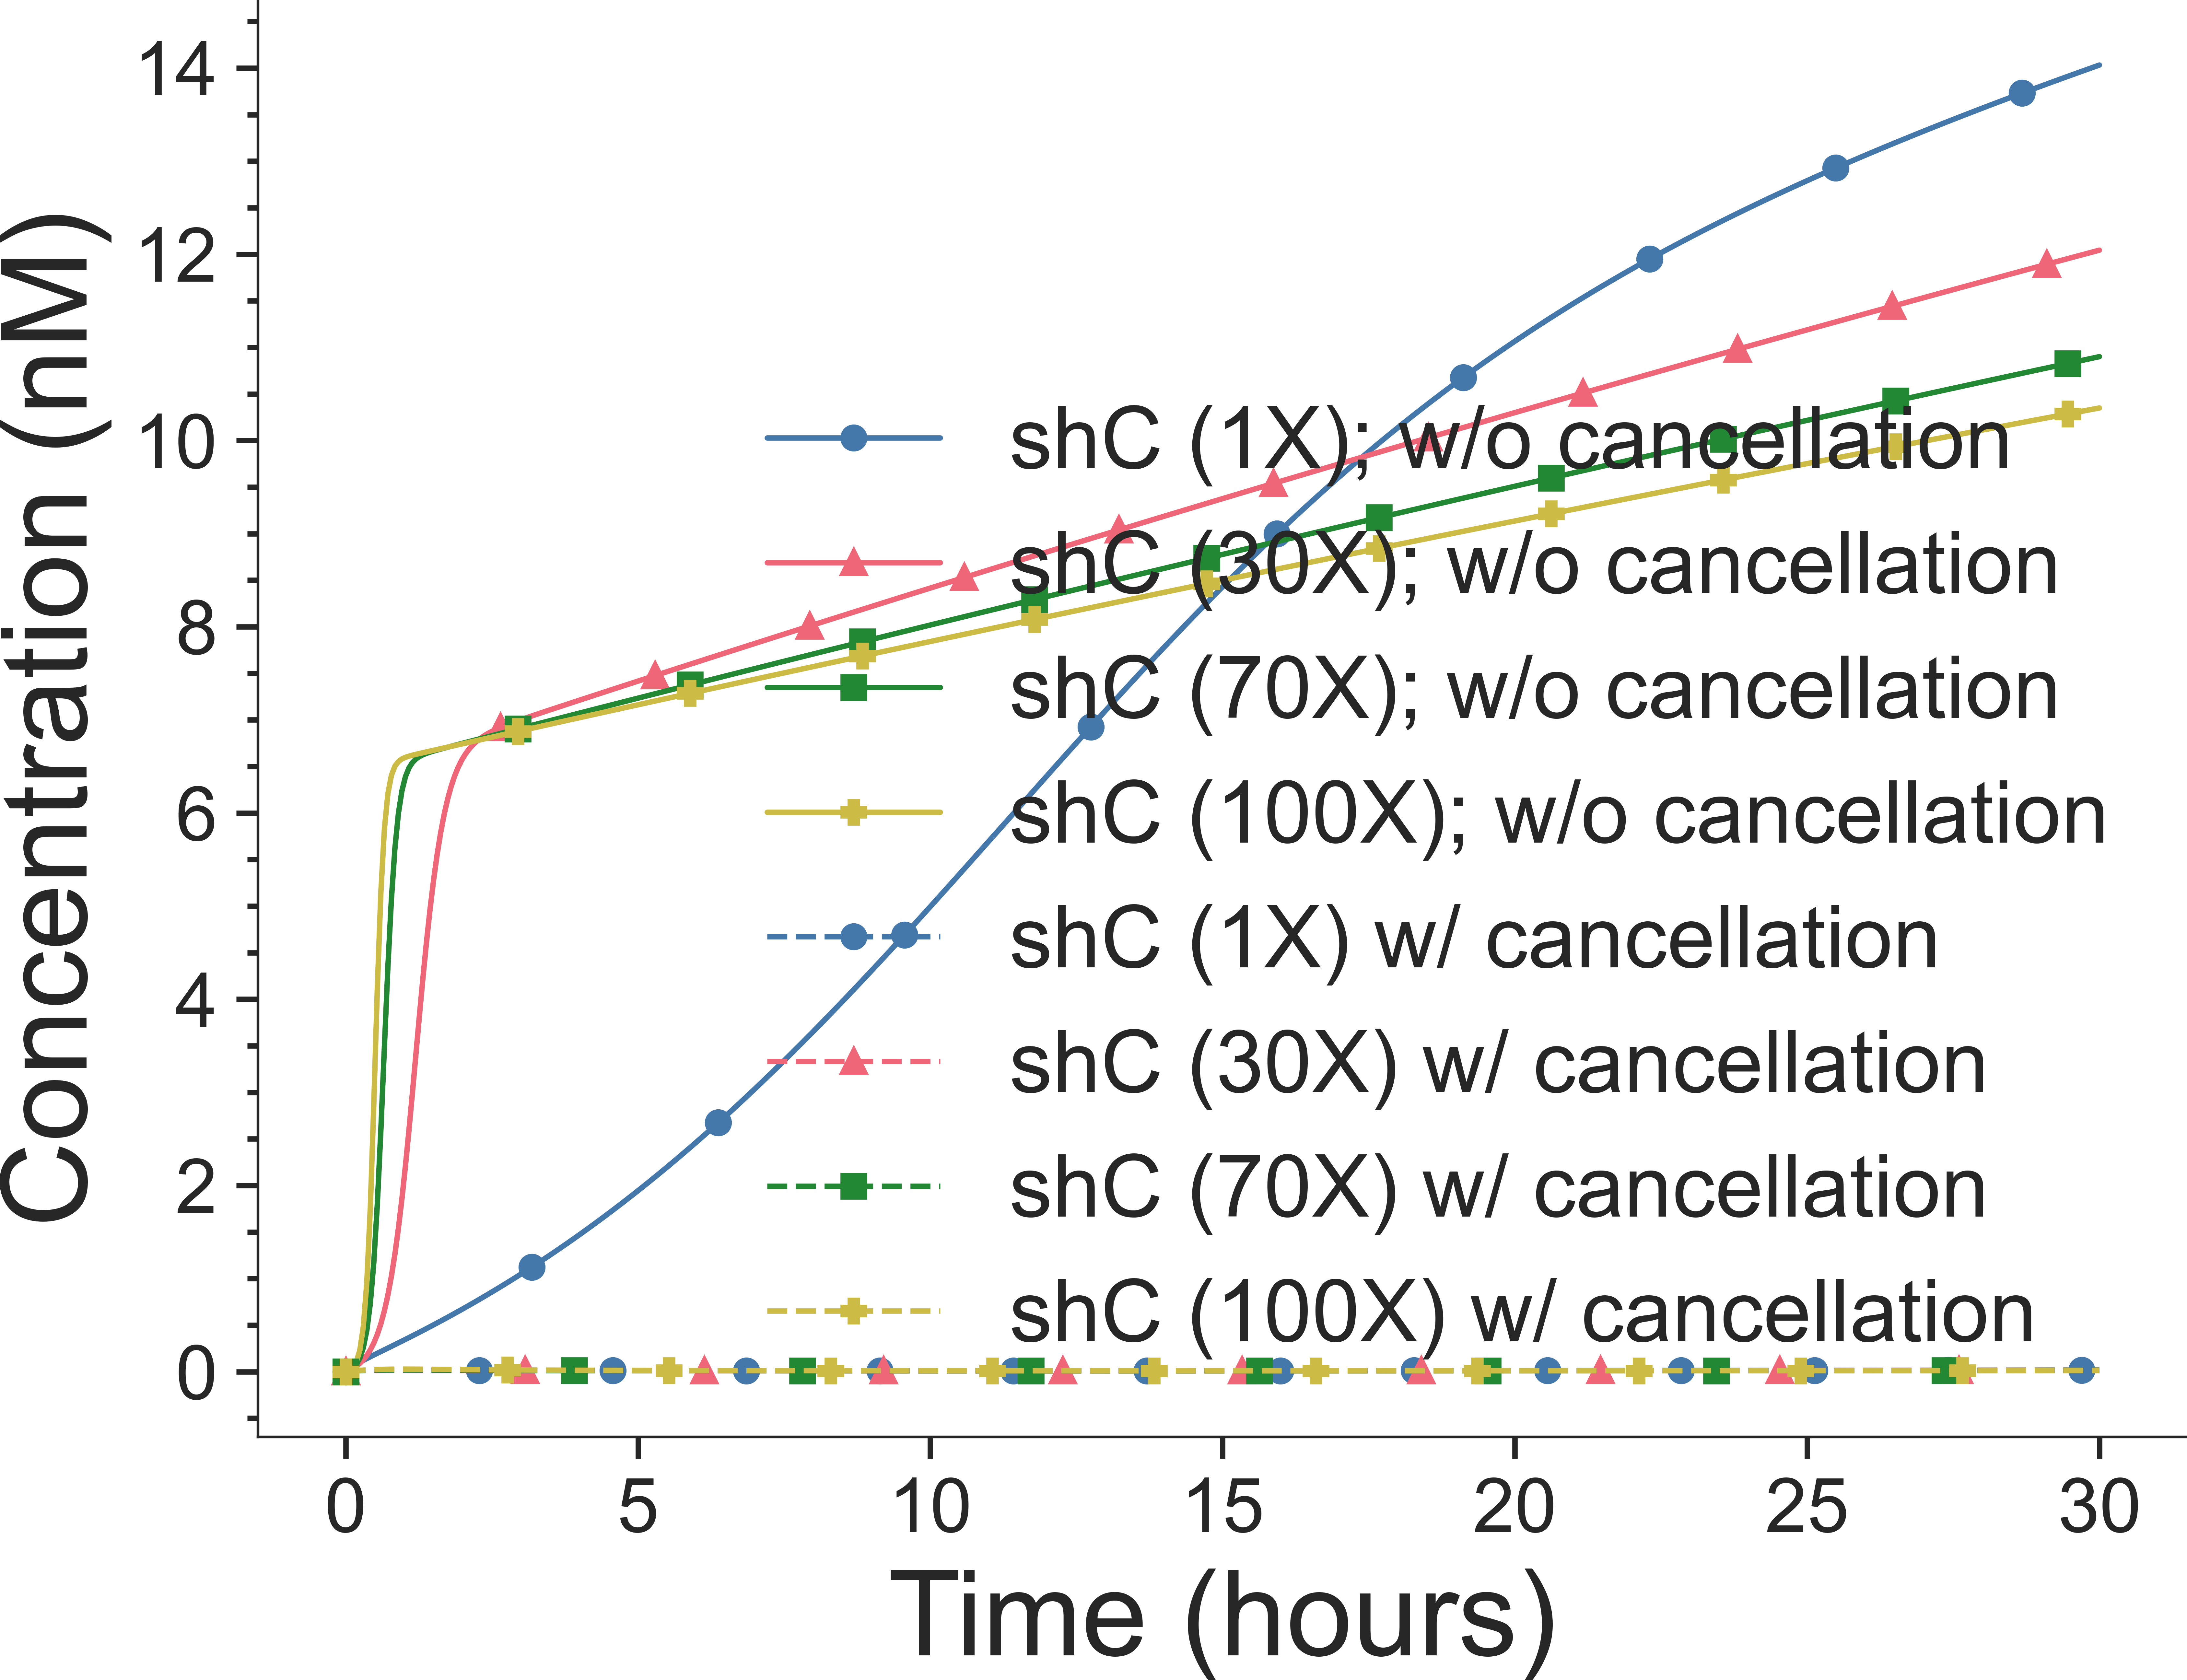 Concentration (nM)
14
12
10
8
6
4
2
0
shC (1X); w/o cancellation
shC (30X); w/o cancellation
shC (70X); w/o cancellation
shC (100X); w/o cancellation
shC (1X) w/ cancellation
shC (30X) w/ cancellation
shC (70X) w/ cancellation
shC (100X) w/ cancellation
0 5 10 15 20 25 30
Time (hours)